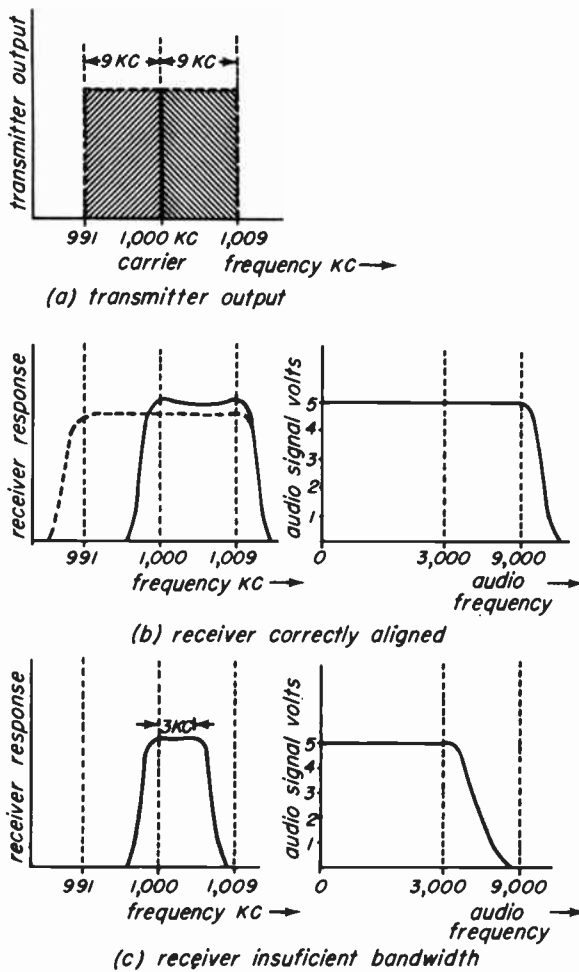 transmitter output
9 KC 9 KC
991 1,000 KC 1,009
carrier frequency KC
(a) transmitter output
receiver response
991 1,000 1,009
frequency KC
audio signal volts
5
4
3
2
1
0 3,000 9,000
audio
frequency
(b) receiver correctly aligned
receiver response
3KC
991 1,000 1,009
frequency KC
audio signal volts
5
4
3
2
1
0 3,000 9,000
audio
frequency
(c) receiver insuficient bandwidth